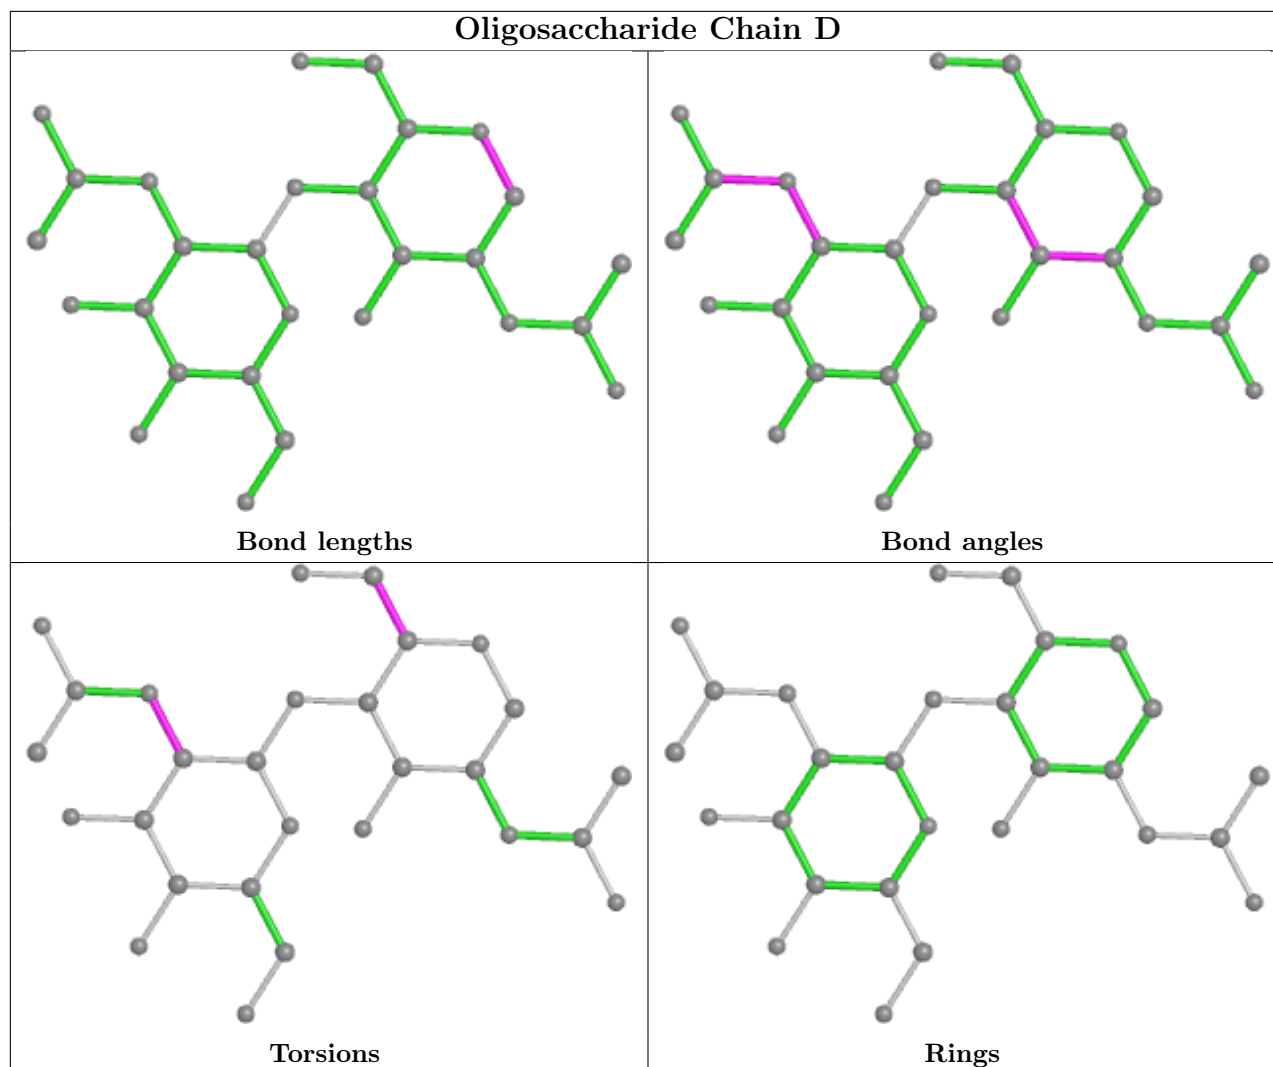 Oligosaccharide Chain D
Bond lengths
Bond angles
Torsions
Rings